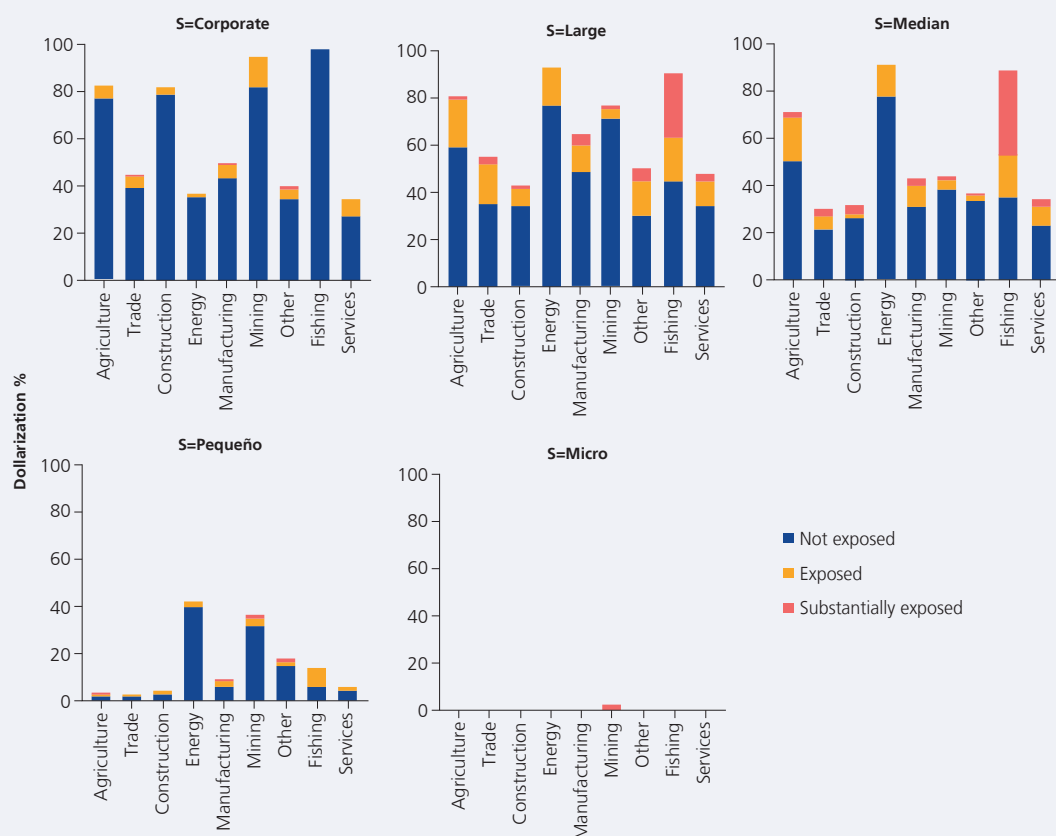 S=Corporate
100
80
60
40
20
0
Agriculture
Trade
Construction
Energy
Manufacturing
Mining
Other
Fishing
Services
S=Large
100
80
60
40
20
0
Agriculture
Trade
Construction
Energy
Manufacturing
Mining
Other
Fishing
Services
S=Median
100
80
60
40
20
0
Agriculture
Trade
Construction
Energy
Manufacturing
Mining
Other
Fishing
Services
Dollarization %
S=Pequeño
100
80
60
40
20
0
Agriculture
Trade
Construction
Energy
Manufacturing
Mining
Other
Fishing
Services
S=Micro
100
80
60
40
20
0
Agriculture
Trade
Construction
Energy
Manufacturing
Mining
Other
Fishing
Services
Not exposed
Exposed
Substantially exposed